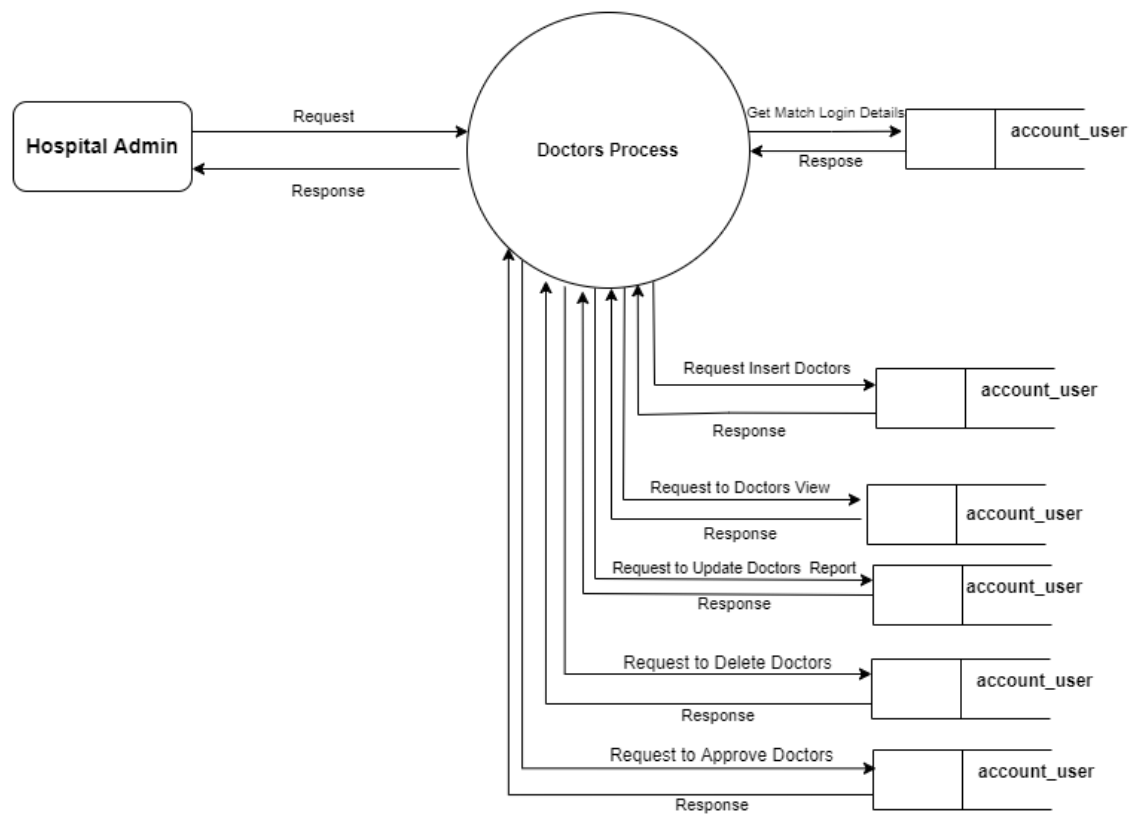 Request
Hospital Admin
Response
Doctors Process
Get Match Login Details
account_user
Respose
Request Insert Doctors
account_user
Response
Request to Doctors View
account_user
Response
Request to Update Doctors  Report
account_user
Response
Request to Delete Doctors
account_user
Response
Request to Approve Doctors
account_user
Response